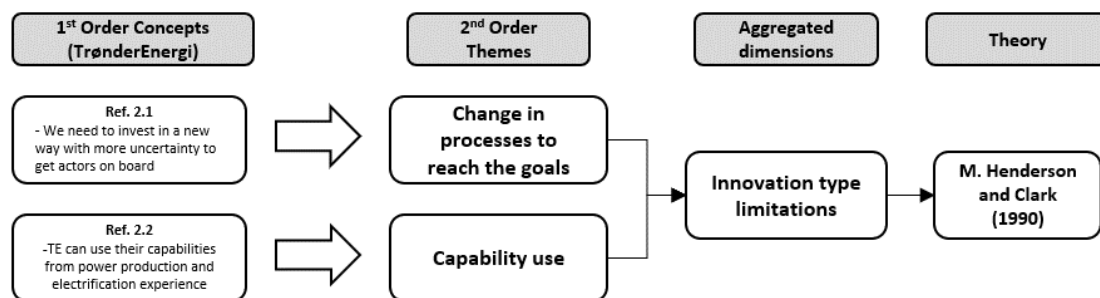 1st Order Concepts
(TrønderEnergi)
2nd Order
Themes
Aggregated
dimensions
Theory
Ref. 2.1
- We need to invest in a new
way with more uncertainty to
get actors on board
Change in
processes to
reach the goals
Innovation type
limitations
M. Henderson
and Clark
(1990)
Ref. 2.2
-TE can use their capabilities
from power production and
electrification experience
Capability use